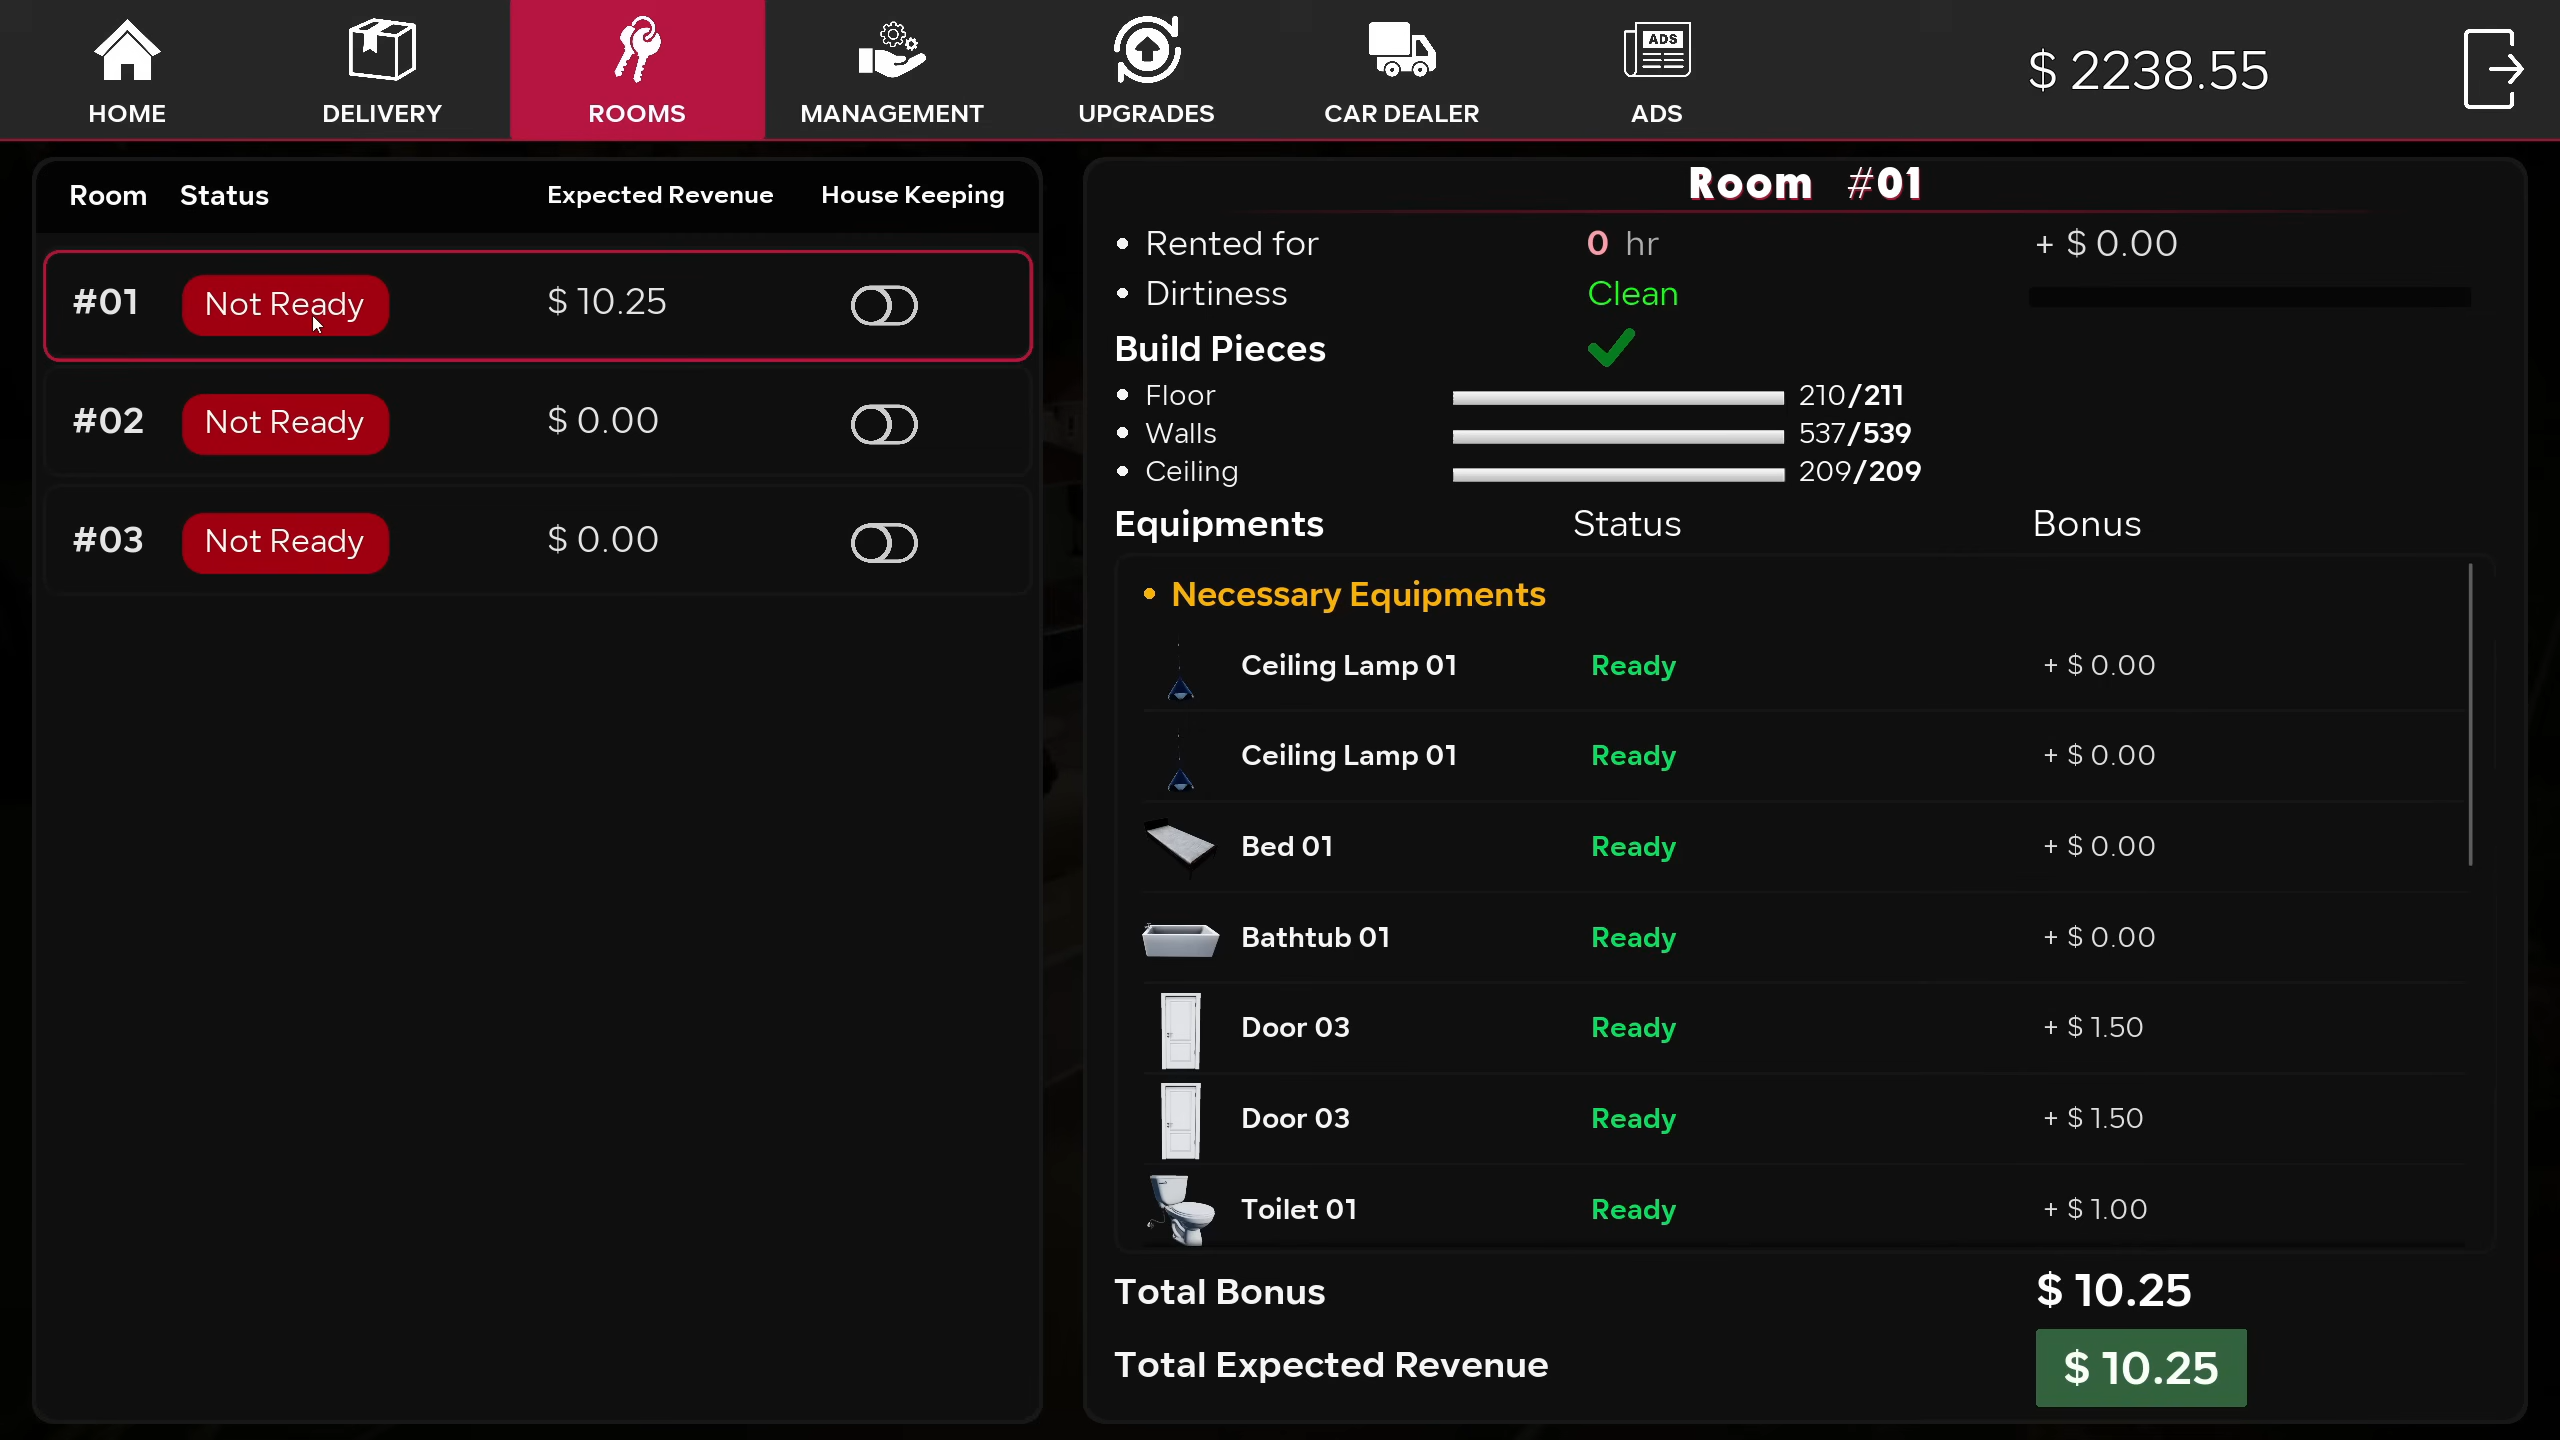 HOME
DELIVERY
ROOMS
MANAGEMENT
UPGRADES
CAR DEALER
ADS
ADS
$ 2238.55
Room Status Expected Revenue House Keeping
#01 Not Ready $ 10.25
#02 Not Ready $ 0.00
#03 Not Ready $ 0.00
Room #01
• Rented for 0 hr + $ 0.00
• Dirtiness Clean
Build Pieces
• Floor 210/211
• Walls 537/539
• Ceiling 209/209
Equipments Status Bonus
• Necessary Equipments
Ceiling Lamp 01 Ready + $ 0.00
Ceiling Lamp 01 Ready + $ 0.00
Bed 01 Ready + $ 0.00
Bathtub 01 Ready + $ 0.00
Door 03 Ready + $ 1.50
Door 03 Ready + $ 1.50
Toilet 01 Ready + $ 1.00
Total Bonus $ 10.25
Total Expected Revenue $ 10.25